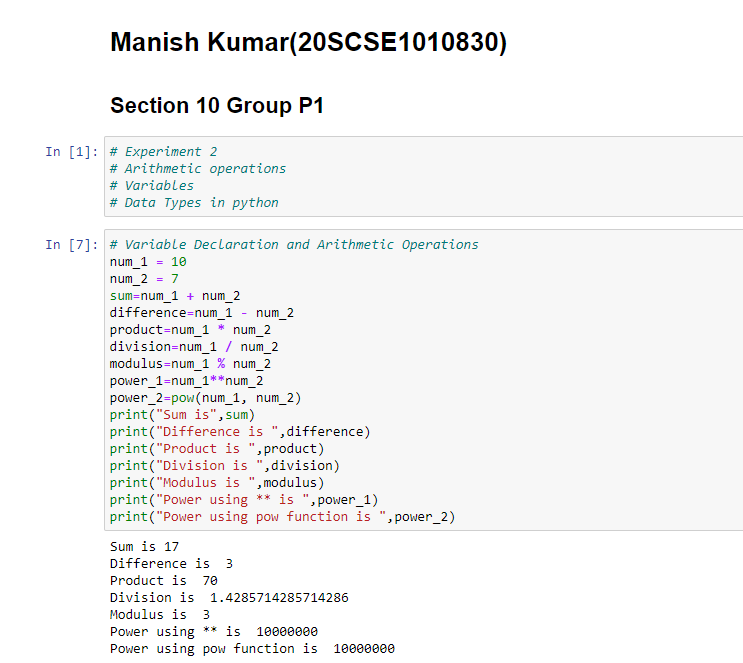 Manish Kumar(20SCSE1010830)
Section 10 Group P1
In [1]: # Experiment 2
# Arithmetic operations
# Variables
# Data Types in python
In [7]: # Variable Declaration and Arithmetic Operations
num_1 = 10
num_2 = 7
sum=num_1 + num_2
difference=num_1 - num_2
product=num_1 * num_2
division=num_1 / num_2
modulus=num_1 % num_2
power_1=num_1**num_2
power_2=pow(num_1, num_2)
print("Sum is",sum)
print("Difference is ",difference)
print("Product is ",product)
print("Division is ",division)
print("Modulus is ",modulus)
print("Power using ** is ",power_1)
print("Power using pow function is ",power_2)
Sum is 17
Difference is  3
Product is  70
Division is  1.4285714285714286
Modulus is  3
Power using ** is  10000000
Power using pow function is  10000000